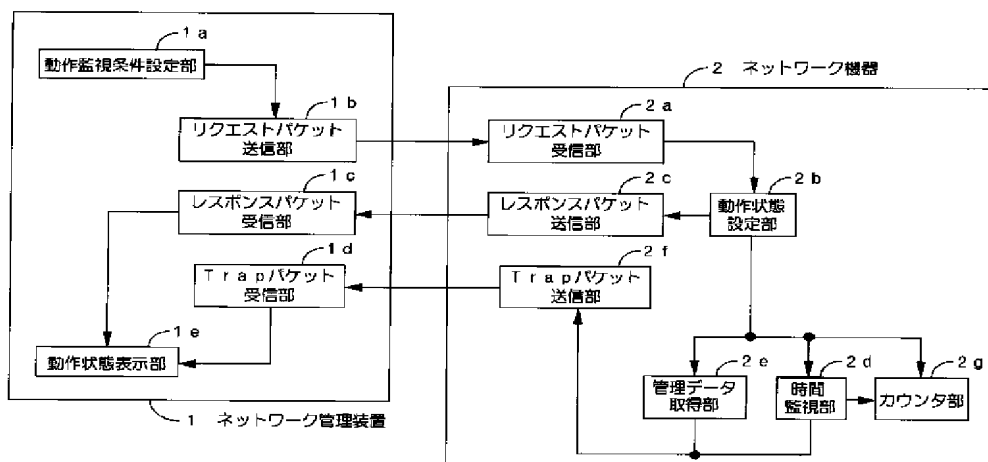 1a
動作監視条件設定部
1b
リクエストパケット
送信部
1c
レスポンスパケット
受信部
1d
Trapパケット
受信部
1e
動作状態表示部
1 ネットワーク管理装置
2 ネットワーク機器
2a
リクエストパケット
受信部
2c
レスポンスパケット
送信部
2b
動作状態
設定部
2f
Trapパケット
送信部
2e
管理データ
取得部
2d
時間
監視部
2g
カウンタ部